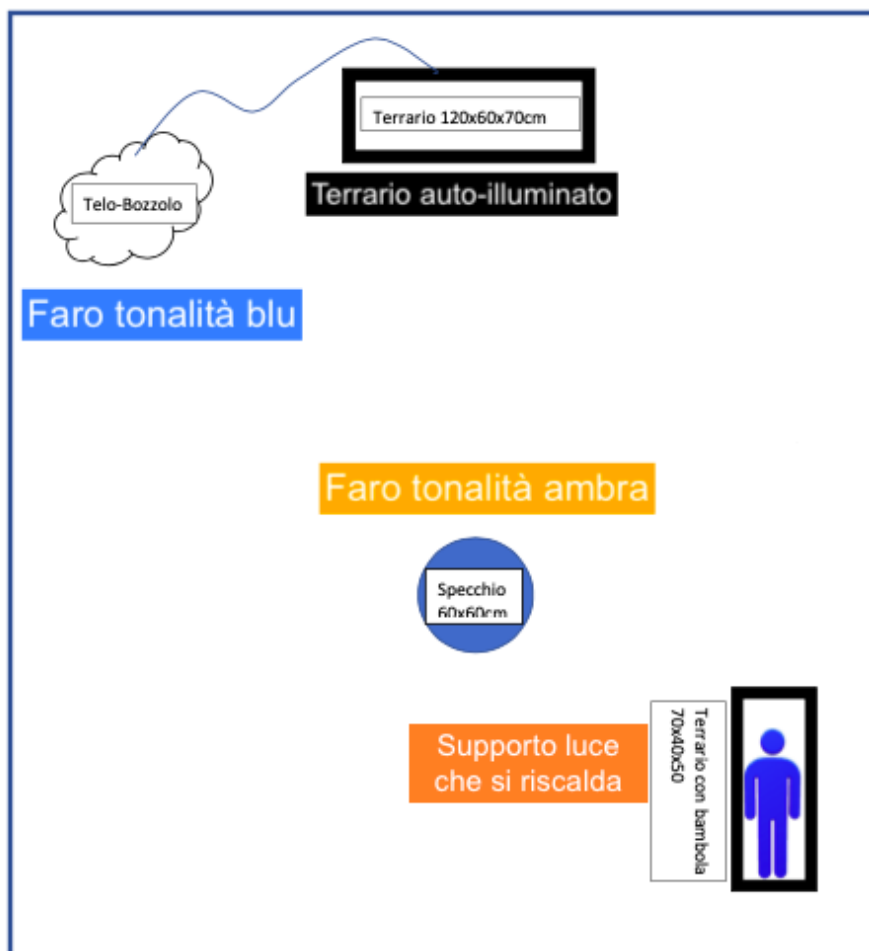 Terrario 120x60x70cm
Terrario auto-illuminato
Telo-Bozzolo
Faro tonalità blu
Faro tonalità ambra
Specchio
60x60cm
Supporto luce
che si riscalda
Terrario con bambola
70x40x50